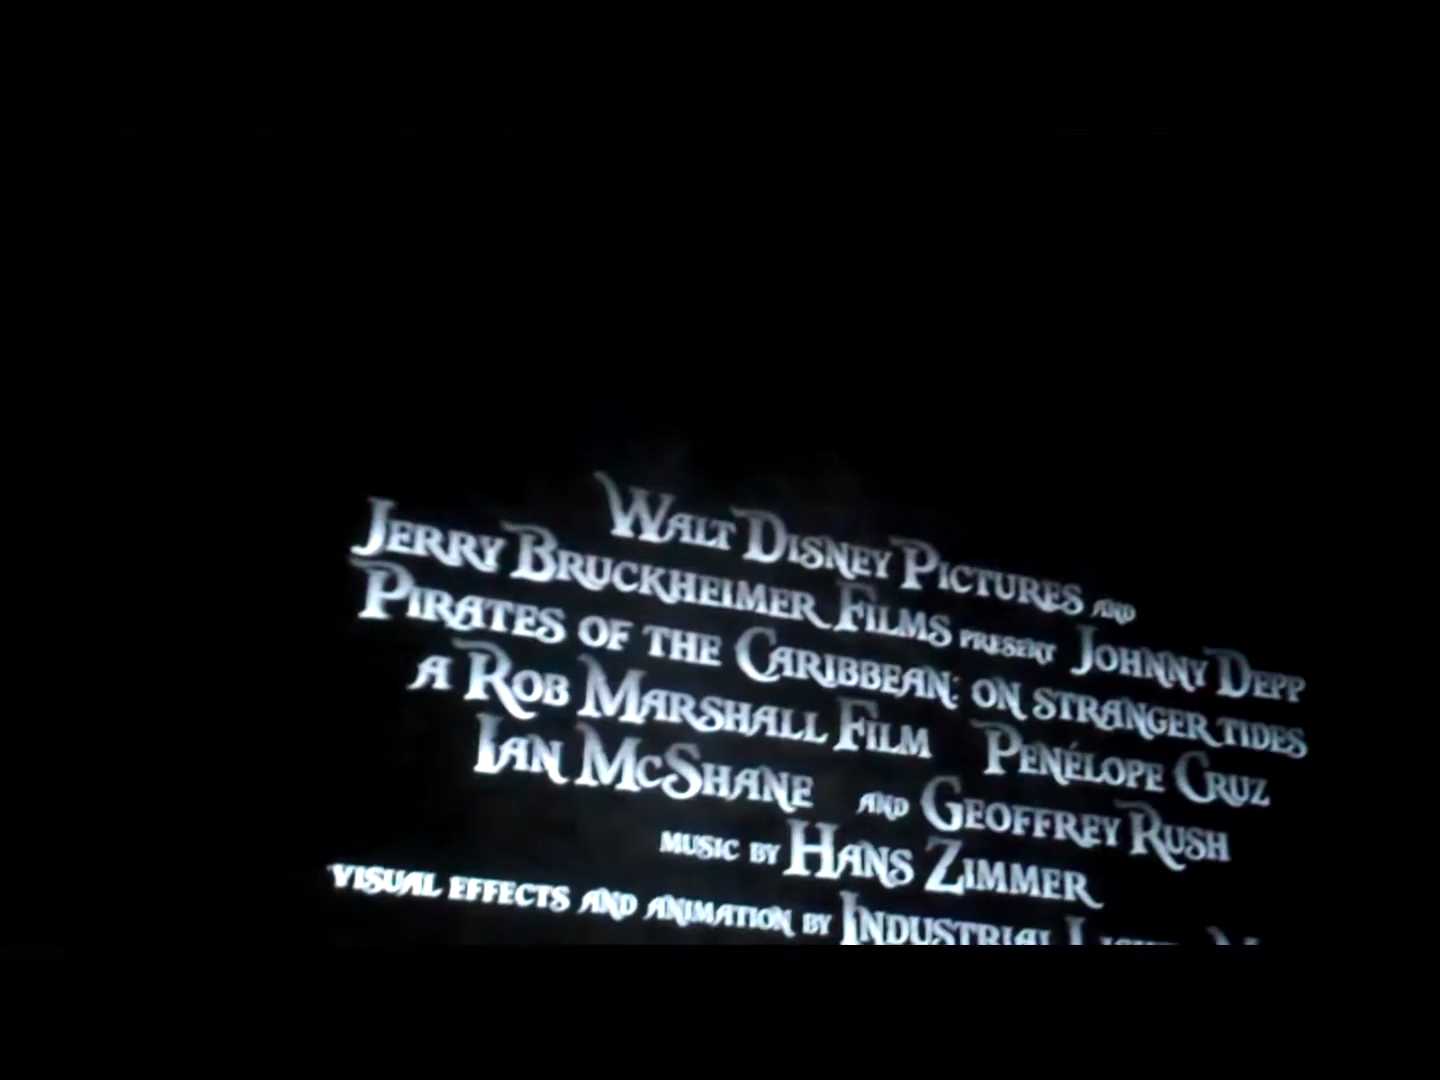 Walt Disney Pictures and
Jerry Bruckheimer Films present Johnny Depp
Pirates of the Caribbean: on stranger tides
a Rob Marshall Film Penélope Cruz
Ian McShane and Geoffrey Rush
music by Hans Zimmer
visual effects and animation by Industrial